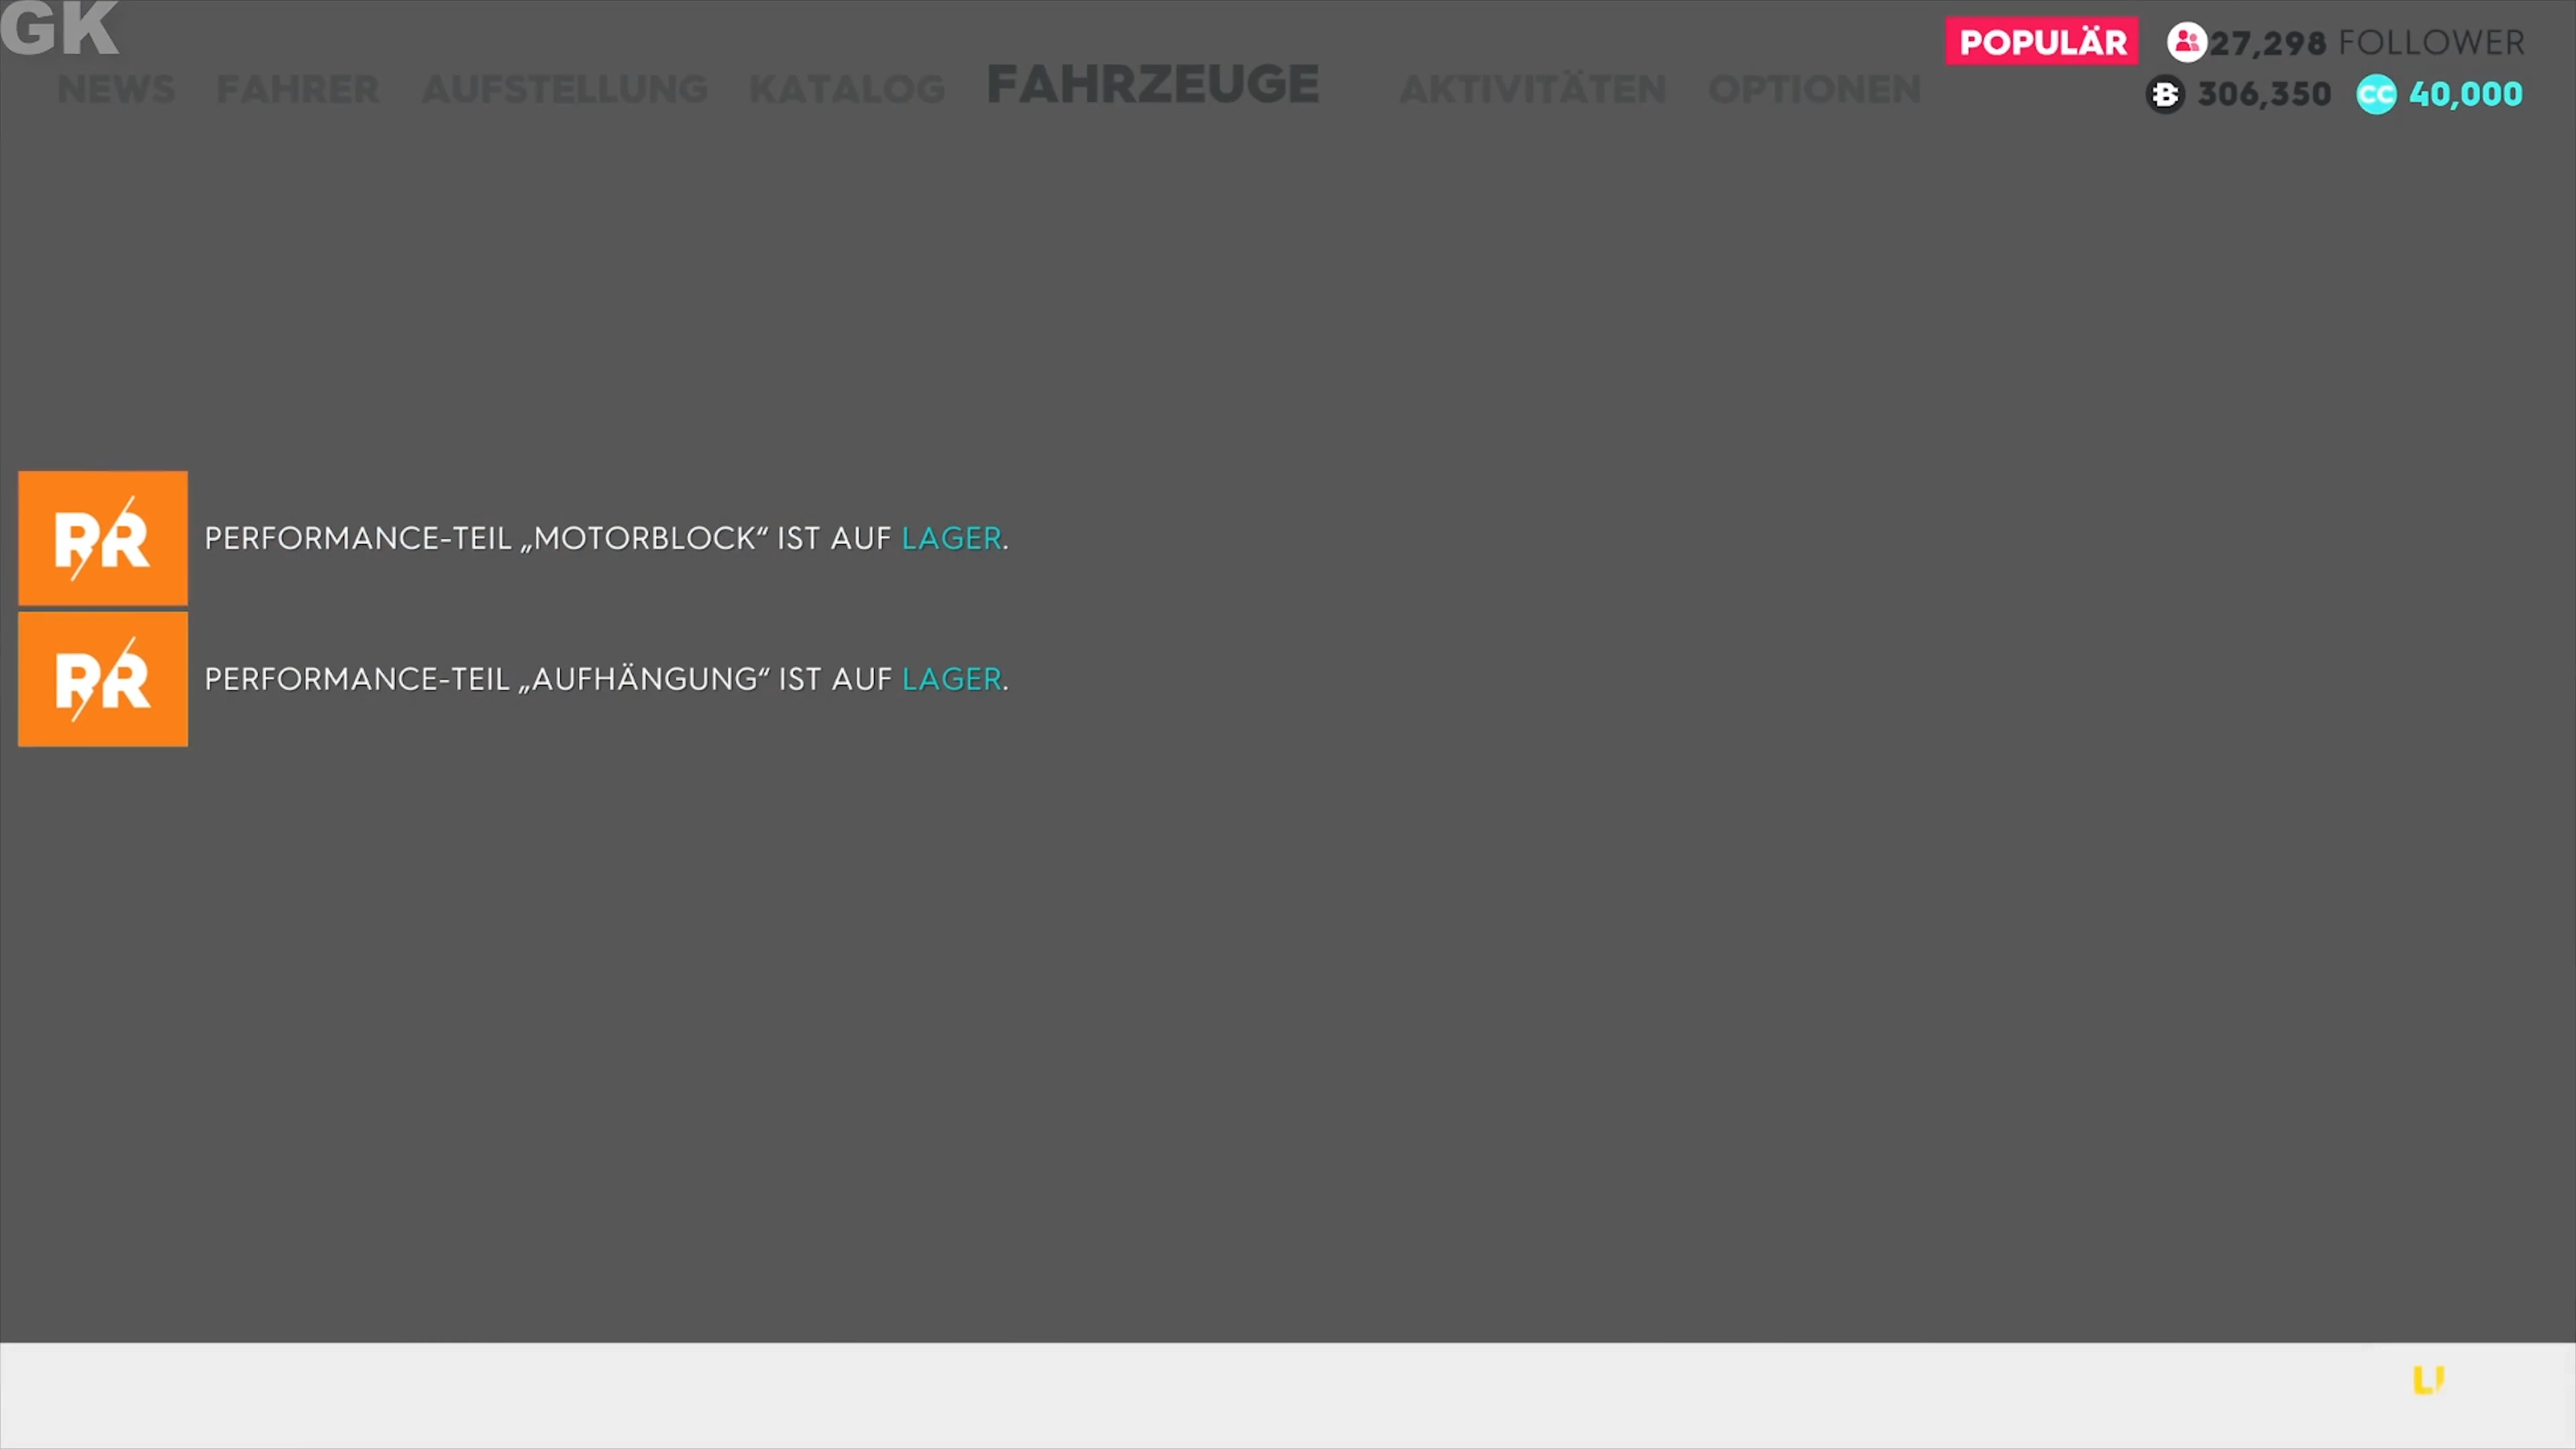 GK
POPULÄR 27,298 FOLLOWER
NEWS FAHRER AUFSTELLUNG KATALOG FAHRZEUGE AKTIVITÄTEN OPTIONEN
306,350 CC 40,000
RR PERFORMANCE-TEIL „MOTORBLOCK“ IST AUF LAGER.
RR PERFORMANCE-TEIL „AUFHÄNGUNG“ IST AUF LAGER.